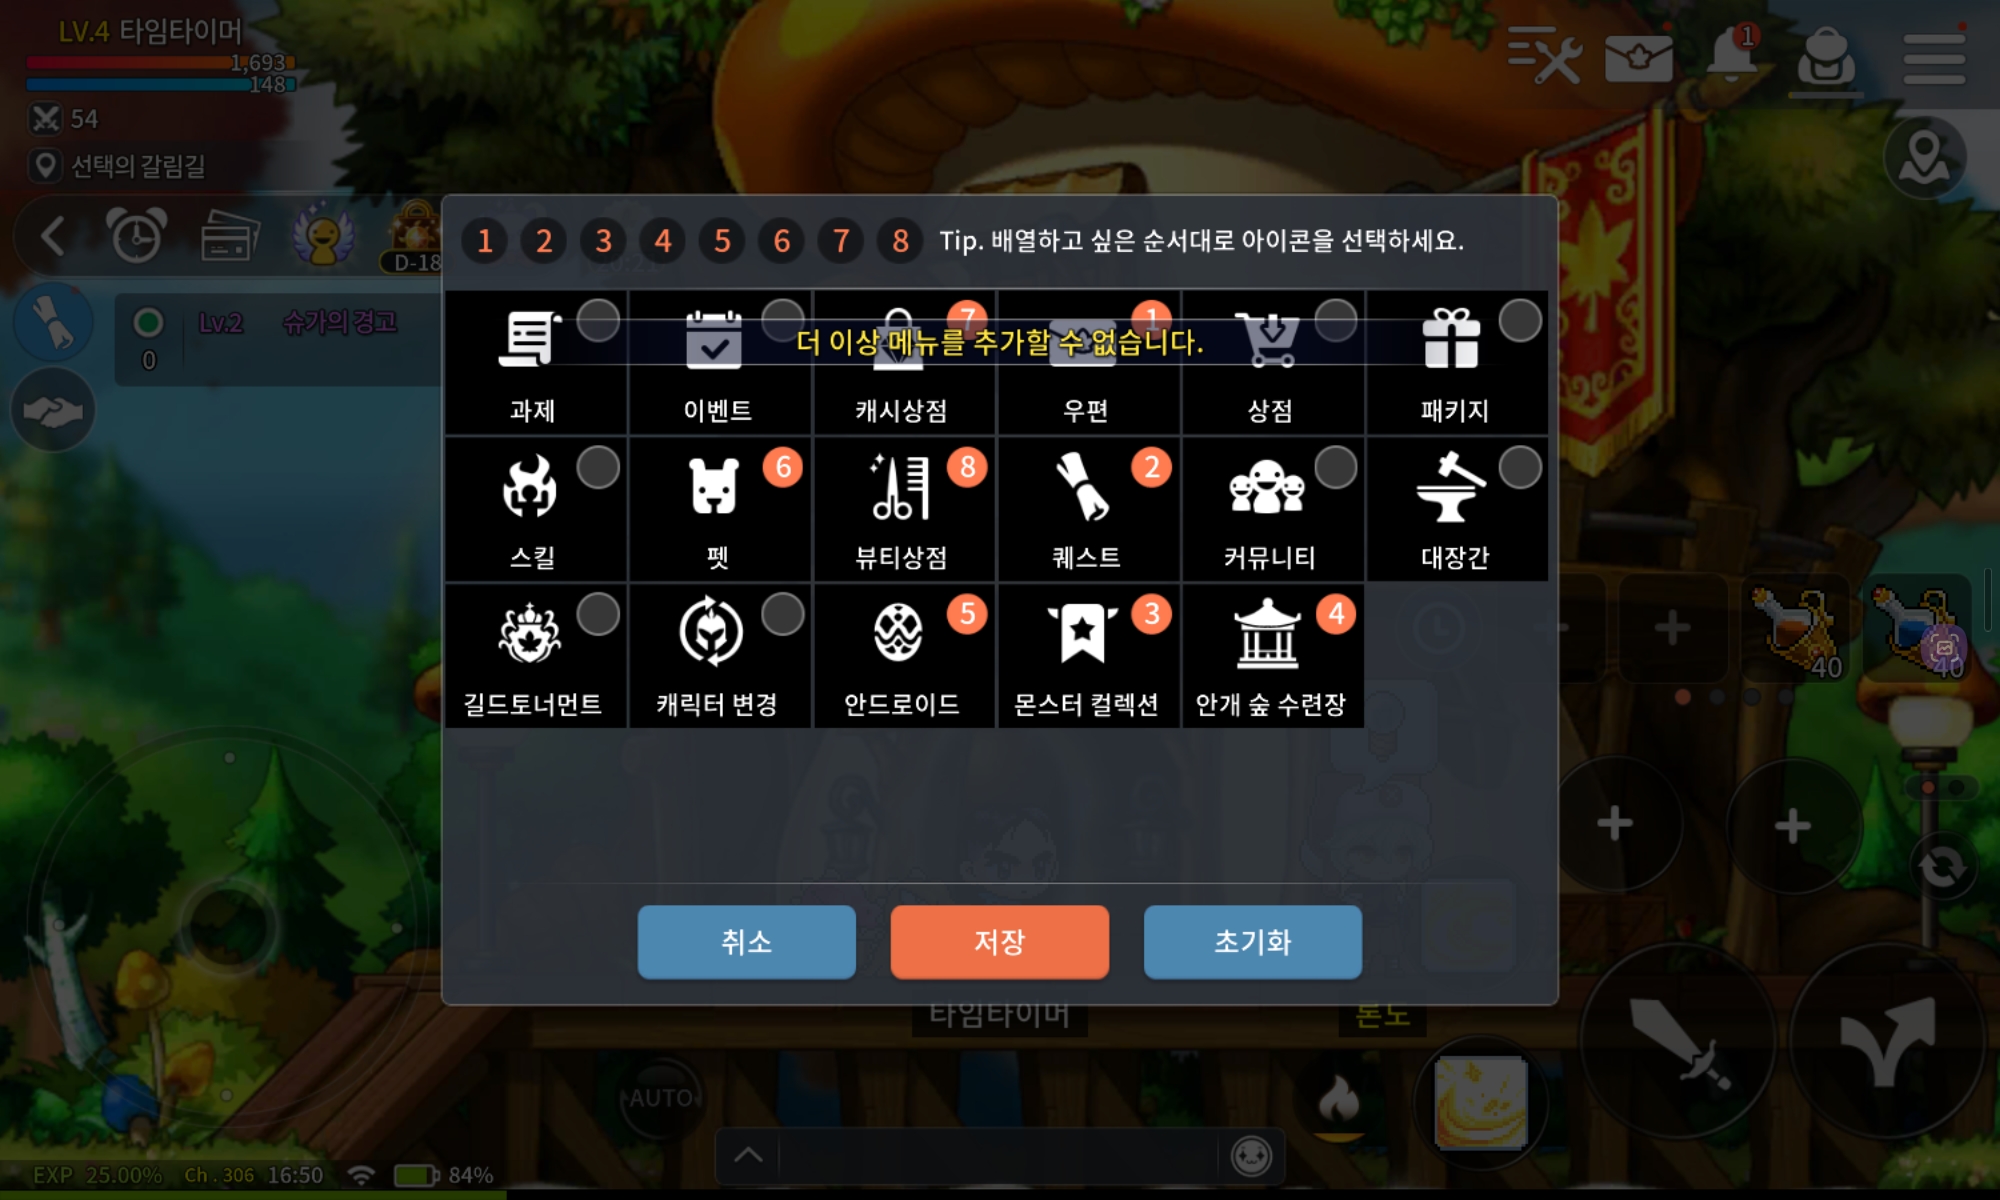 LV.4 타임타이머
1,693
148
54
선택의 갈림길
1
D-18
Lv.2 슈가의 경고
0
1 2 3 4 5 6 7 8 Tip. 배열하고 싶은 순서대로 아이콘을 선택하세요.
7 1
더 이상 메뉴를 추가할 수 없습니다.
과제 이벤트 캐시상점 우편 상점 패키지
6 8 2
스킬 펫 뷰티상점 퀘스트 커뮤니티 대장간
5 3 4
길드토너먼트 캐릭터 변경 안드로이드 몬스터 컬렉션 안개 숲 수련장
40 40
취소 저장 초기화
타임타이머 론도
AUTO
EXP 25.00% Ch.306 16:50 84%